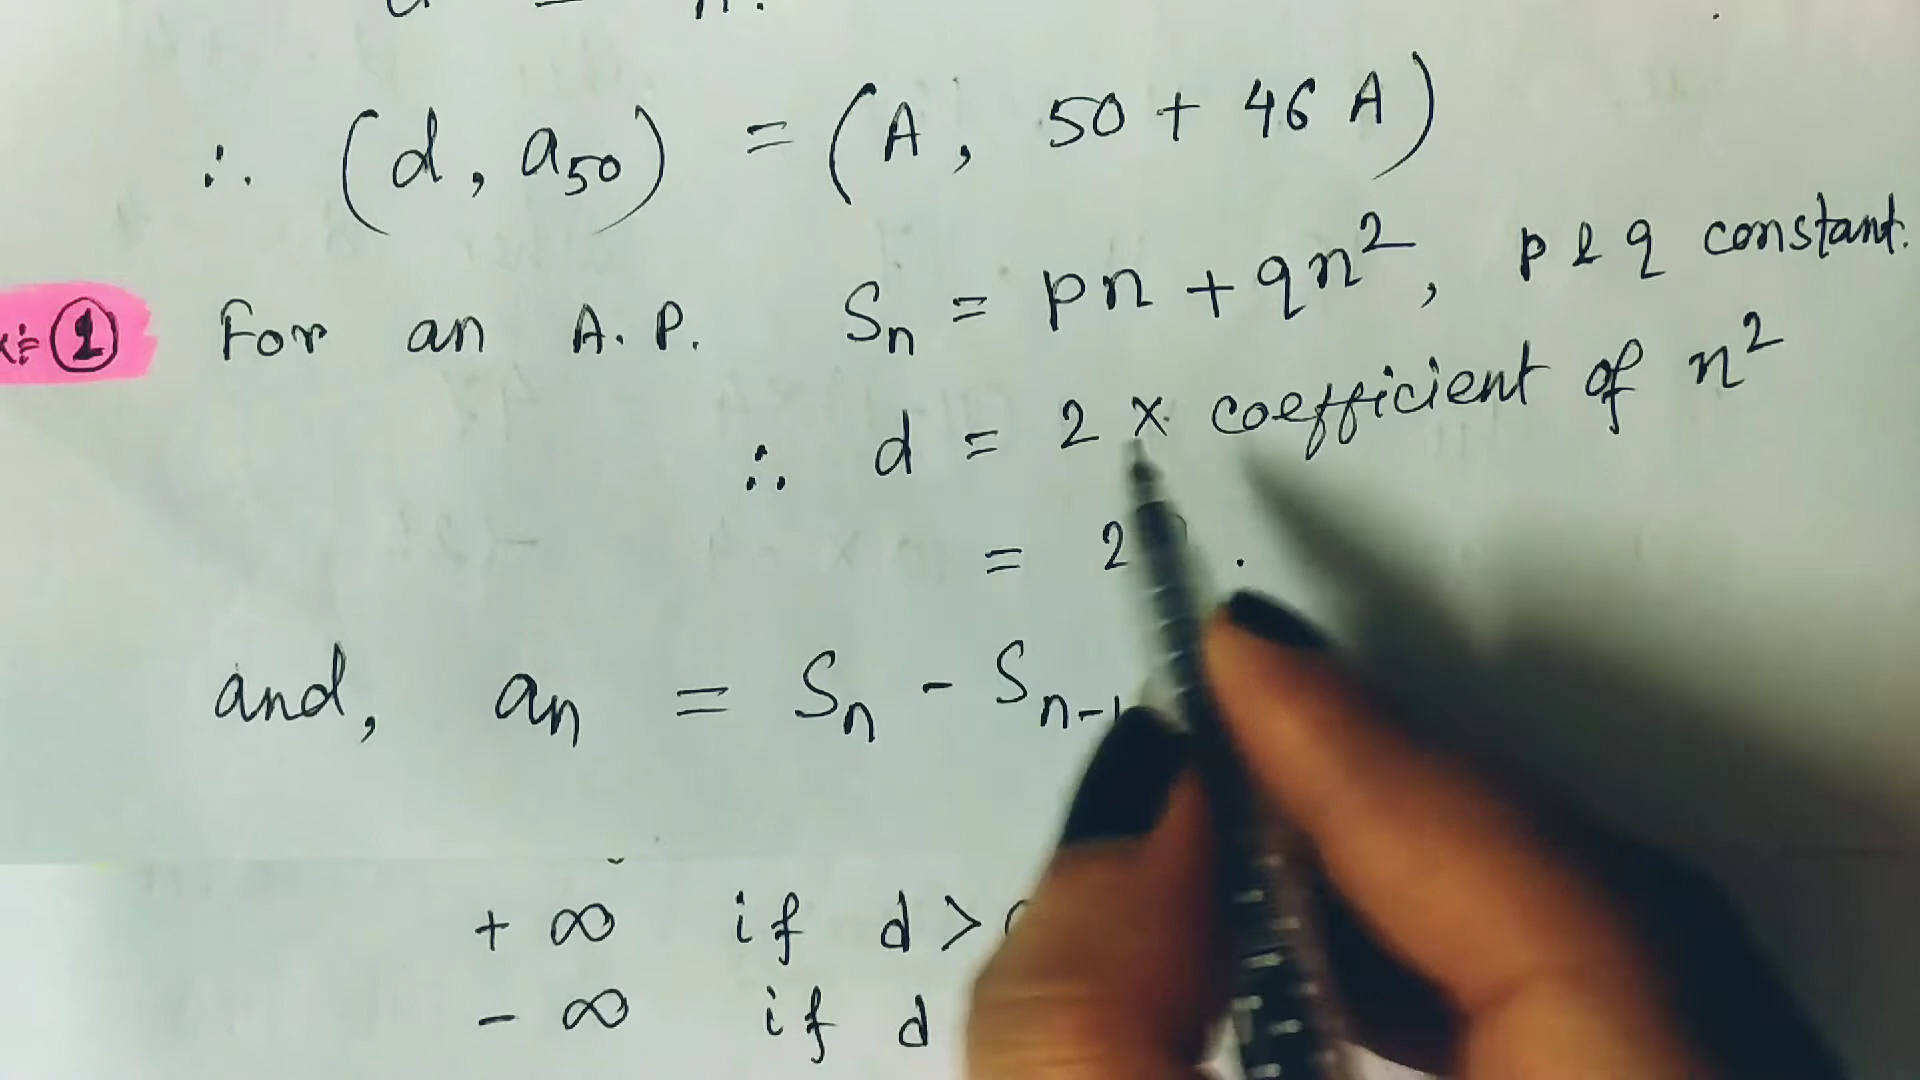 ∴ (d, a₅₀) = (A, 50 + 46 A)
① For an A.P. Sₙ = pn + qn², p & q constant.
∴ d = 2 × coefficient of n²
= 2
and, aₙ = Sₙ - Sₙ₋₁
+ ∞ if d >
- ∞ if d